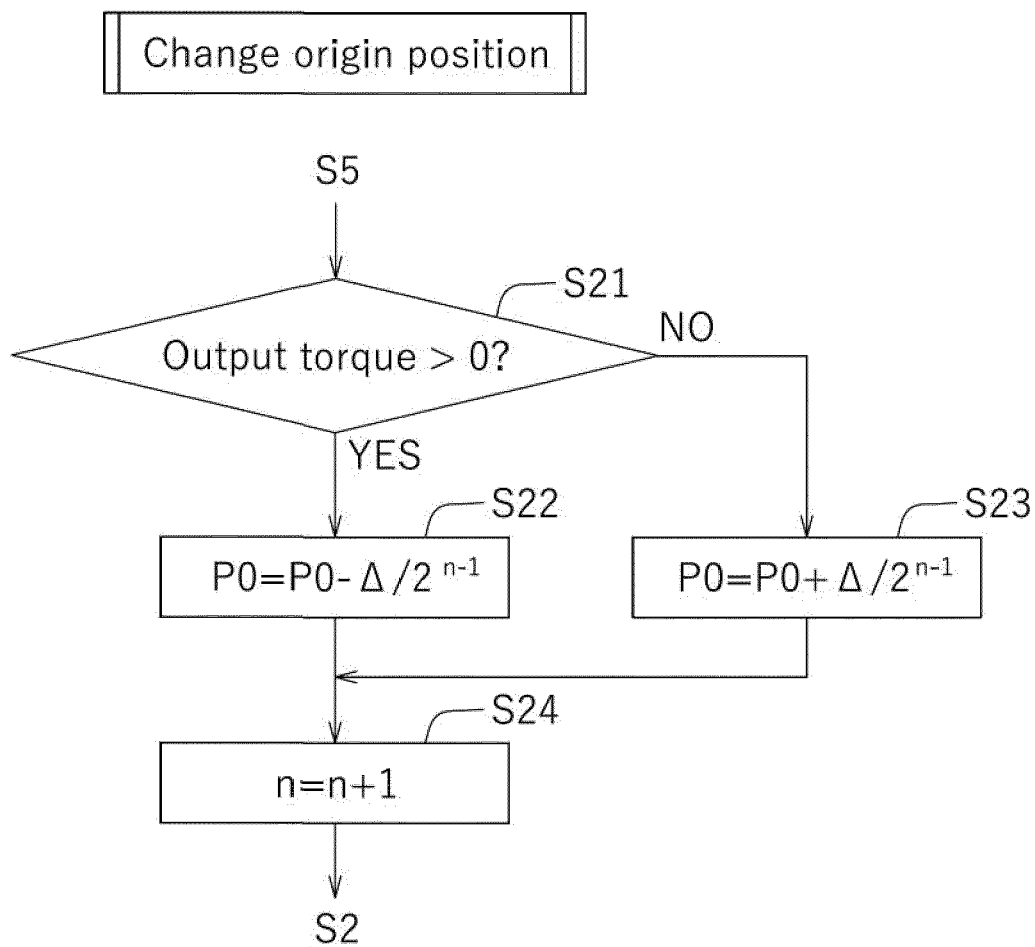 Change origin position
S5
S21
Output torque > 0?
NO
YES
S22
S23
P0=P0-Δ/2^{n-1}
P0=P0+Δ/2^{n-1}
S24
n=n+1
S2